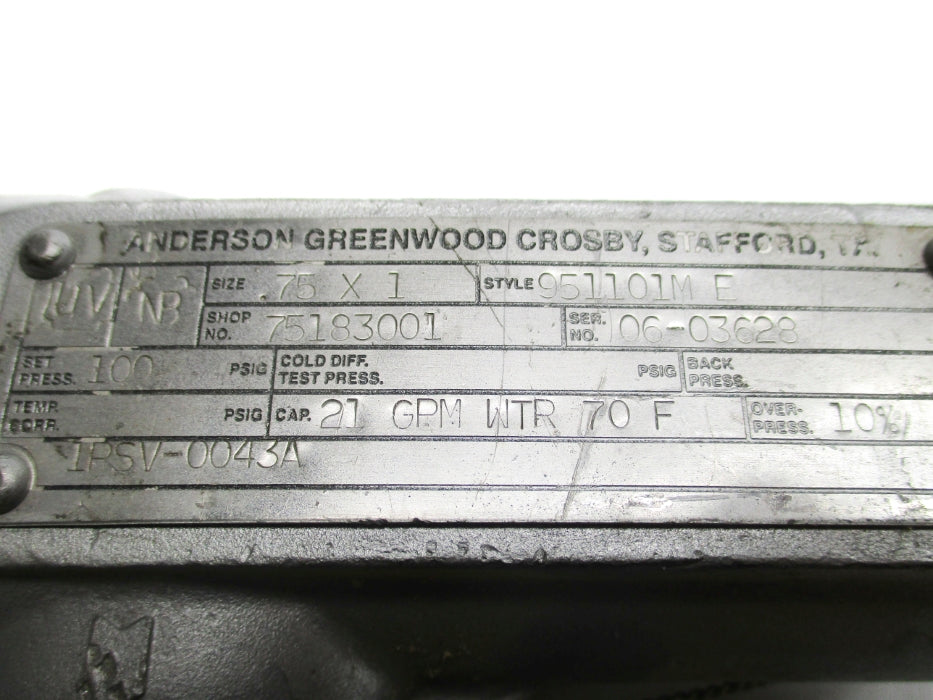 ANDERSON GREENWOOD CROSBY, STAFFORD, TX.
UV NB SIZE .75 X 1 STYLE 951101M E
SHOP NO. 75183001 SER. NO. 06-03628
SET PRESS. 100 PSIG COLD DIFF. TEST PRESS. PSIG BACK PRESS.
TEMP. CORR. PSIG CAP. 21 GPM WTR 70 F OVER-PRESS. 10%
1PSV-0043A